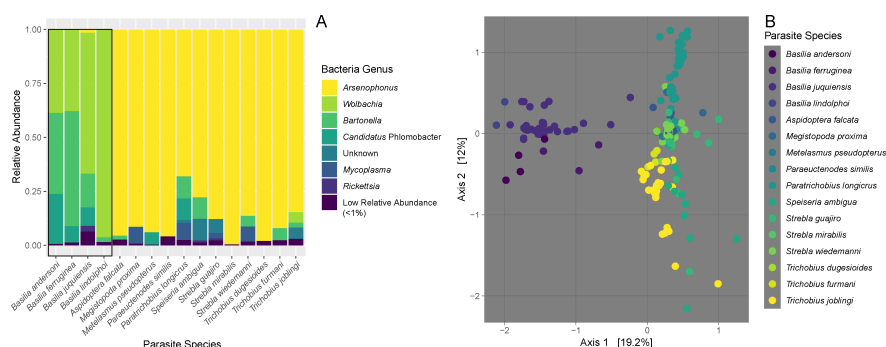 A
Relative Abundance
1.00
0.75
0.50
0.25
0.00
Basilia andersoni
Basilia ferruginea
Basilia juquiensis
Basilia lindolphoi
Aspidoptera falcata
Megistopoda proxima
Metelasmus pseudopterus
Paraeuctenodes similis
Paratrichobius longicrus
Speiseria ambigua
Strebla guajiro
Strebla mirabilis
Strebla wiedemanni
Trichobius dugesioides
Trichobius furmani
Trichobius joblingi
Parasite Species
Bacteria Genus
Arsenophonus
Wolbachia
Bartonella
Candidatus Phlomobacter
Unknown
Mycoplasma
Rickettsia
Low Relative Abundance
(<1%)
B
Axis 2 [12%]
1
0
−1
−2
−2
−1
0
1
Axis 1 [19.2%]
Parasite Species
Basilia andersoni
Basilia ferruginea
Basilia juquiensis
Basilia lindolphoi
Aspidoptera falcata
Megistopoda proxima
Metelasmus pseudopterus
Paraeuctenodes similis
Paratrichobius longicrus
Speiseria ambigua
Strebla guajiro
Strebla mirabilis
Strebla wiedemanni
Trichobius dugesioides
Trichobius furmani
Trichobius joblingi